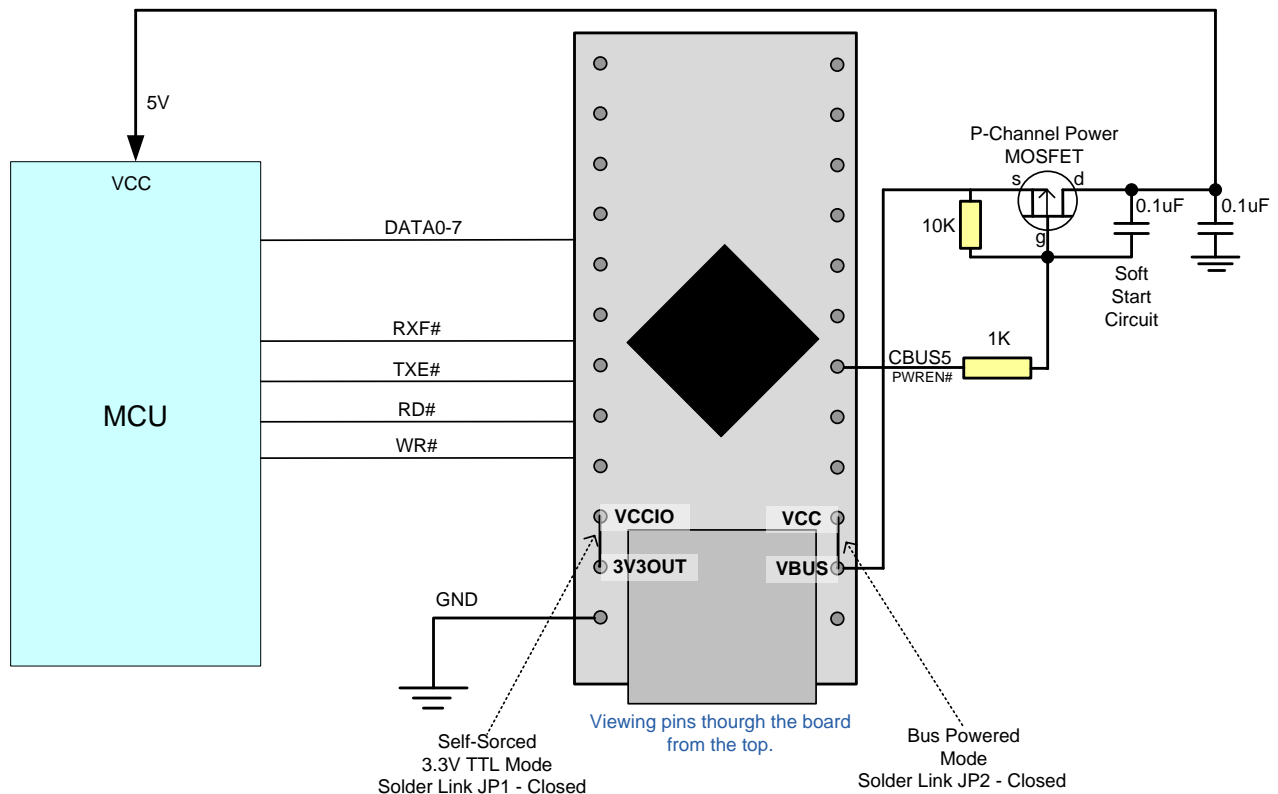 5V
VCC
MCU
DATA0-7
RXF#
TXE#
RD#
WR#
GND
VCCIO
3V3OUT
VCC
VBUS
P-Channel Power
MOSFET
s
d
g
10K
0.1uF
0.1uF
Soft
Start
Circuit
1K
CBUS5
PWREN#
Viewing pins thourgh the board
from the top.
Self-Sorced
3.3V TTL Mode
Solder Link JP1 - Closed
Bus Powered
Mode
Solder Link JP2 - Closed